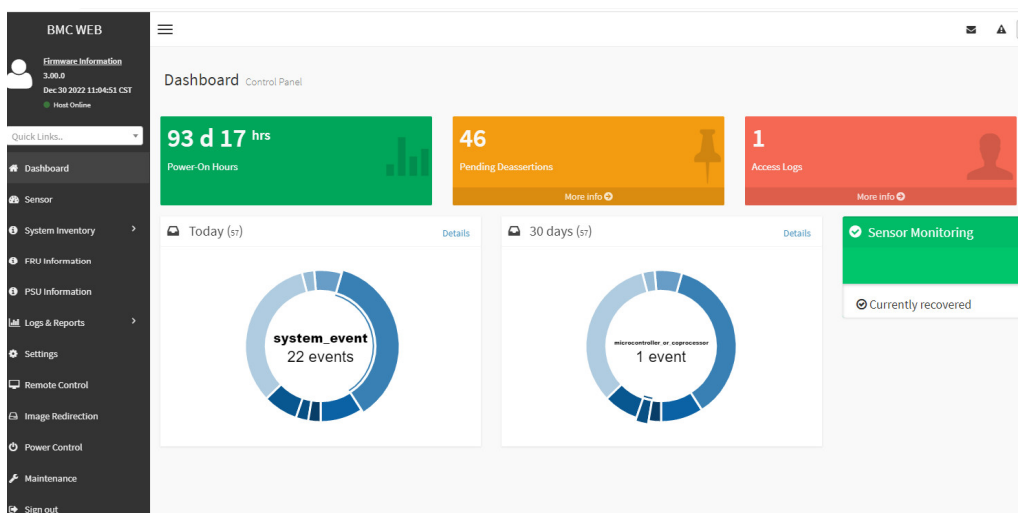 BMC WEB
Firmware Information
3.00.0
Dec 30 2022 11:04:51 CST
Host Online
Quick Links..
Dashboard
Sensor
System Inventory
FRU Information
PSU Information
Logs & Reports
Settings
Remote Control
Image Redirection
Power Control
Maintenance
Sign out
Dashboard Control Panel
93 d 17 hrs
Power-On Hours
46
Pending Deassertions
More info
1
Access Logs
More info
Today (57) Details
system_event
22 events
30 days (57) Details
microcontroller_or_coprocessor
1 event
Sensor Monitoring
Currently recovered